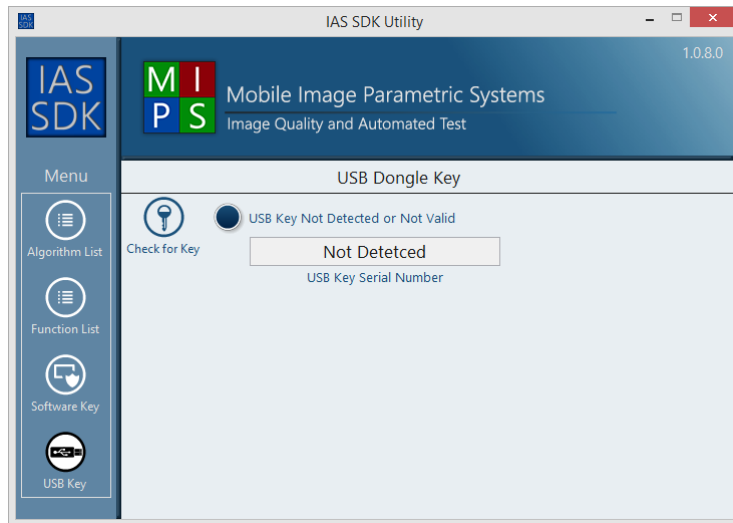 IAS
SDK
IAS SDK Utility
1.0.8.0
IAS
SDK
M I
P S
Mobile Image Parametric Systems
Image Quality and Automated Test
Menu
USB Dongle Key
Algorithm List
Check for Key
USB Key Not Detected or Not Valid
Not Detetced
USB Key Serial Number
Function List
Software Key
USB Key